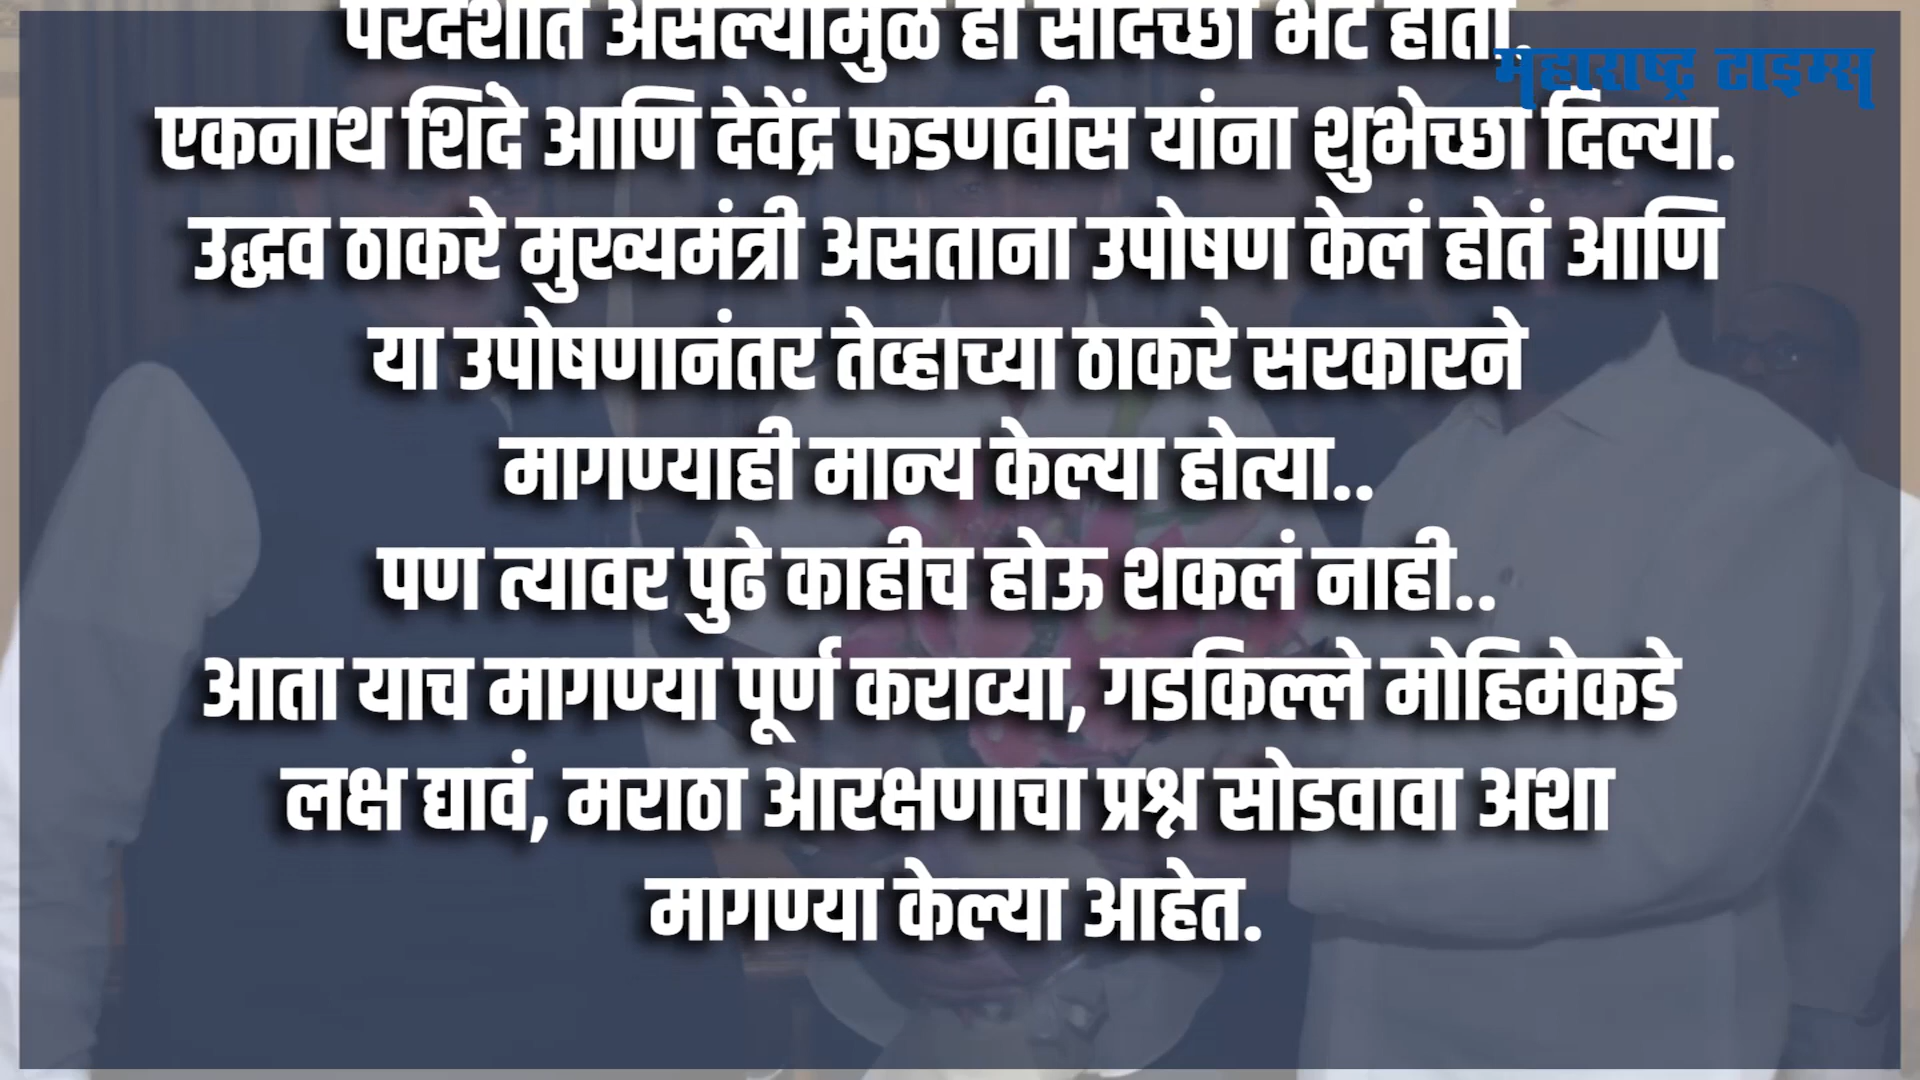 परदेशात असल्यामुळे ही सदिच्छा भेट होती.
महाराष्ट्र टाइम्स
एकनाथ शिंदे आणि देवेंद्र फडणवीस यांना शुभेच्छा दिल्या.
उद्धव ठाकरे मुख्यमंत्री असताना उपोषण केलं होतं आणि
या उपोषणानंतर तेव्हाच्या ठाकरे सरकारने
मागण्याही मान्य केल्या होत्या..
पण त्यावर पुढे काहीच होऊ शकलं नाही..
आता याच मागण्या पूर्ण कराव्या, गडकिल्ले मोहिमेकडे
लक्ष द्यावं, मराठा आरक्षणाचा प्रश्न सोडवावा अशा
मागण्या केल्या आहेत.